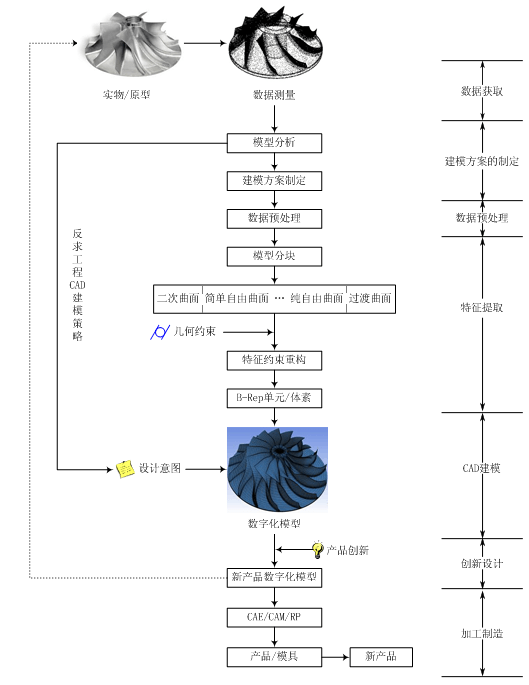 实物/原型
数据测量
数据获取
模型分析
建模方案的制定
建模方案制定
数据预处理
数据预处理
模型分块
反求工程CAD建模策略
二次曲面 简单自由曲面 … 纯自由曲面 过渡曲面
特征提取
几何约束
特征约束重构
B-Rep单元/体素
设计意图
CAD建模
数字化模型
产品创新
创新设计
新产品数字化模型
CAE/CAM/RP
加工制造
产品/模具
新产品